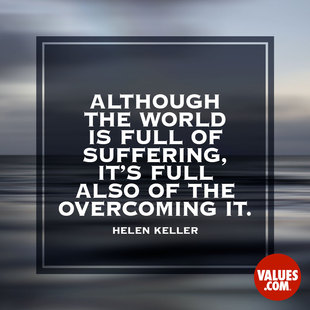 ALTHOUGH
THE WORLD
IS FULL OF
SUFFERING,
IT'S FULL
ALSO OF THE
OVERCOMING IT.
HELEN KELLER
VALUES
.COM